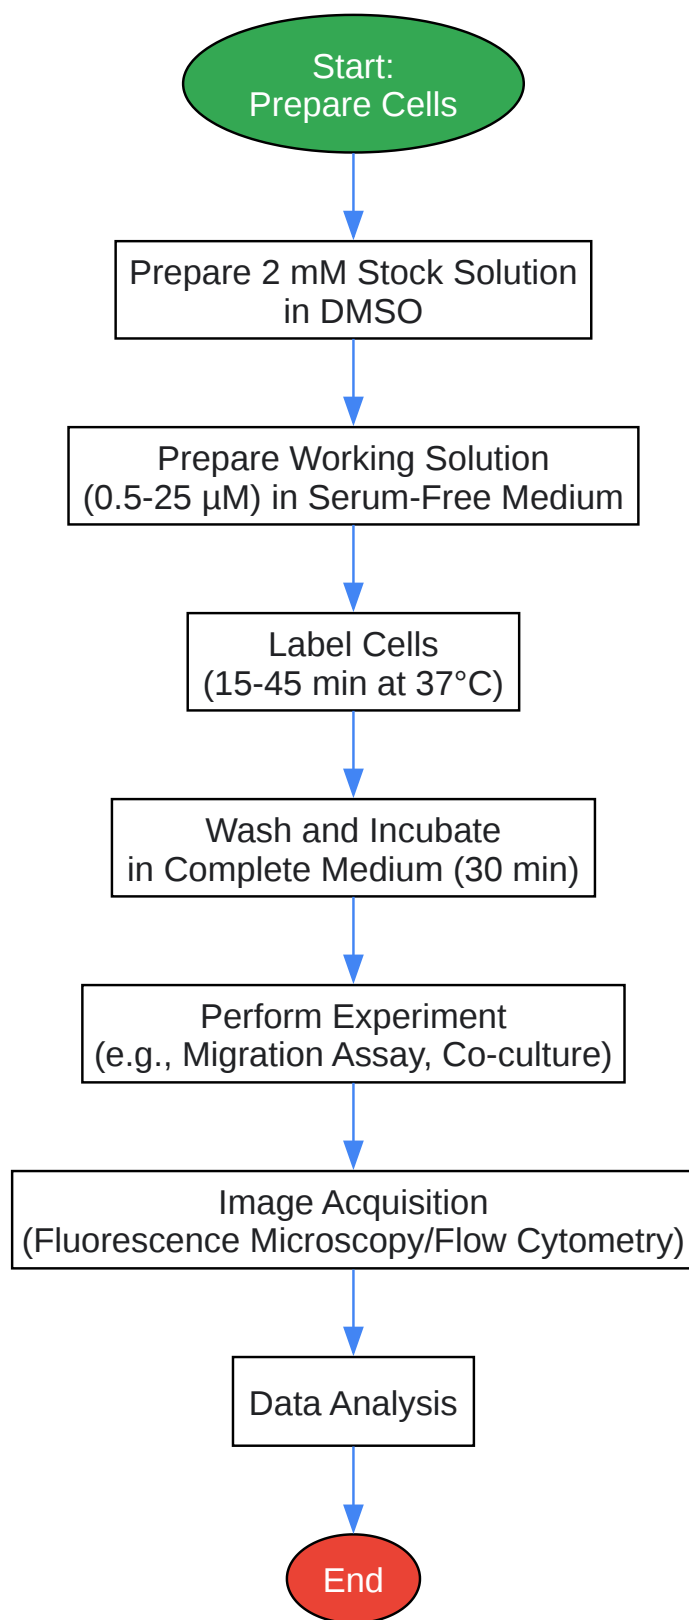 Start:
Prepare Cells
Prepare 2 mM Stock Solution
in DMSO
Prepare Working Solution
(0.5-25 µM) in Serum-Free Medium
Label Cells
(15-45 min at 37°C)
Wash and Incubate
in Complete Medium (30 min)
Perform Experiment
(e.g., Migration Assay, Co-culture)
Image Acquisition
(Fluorescence Microscopy/Flow Cytometry)
Data Analysis
End